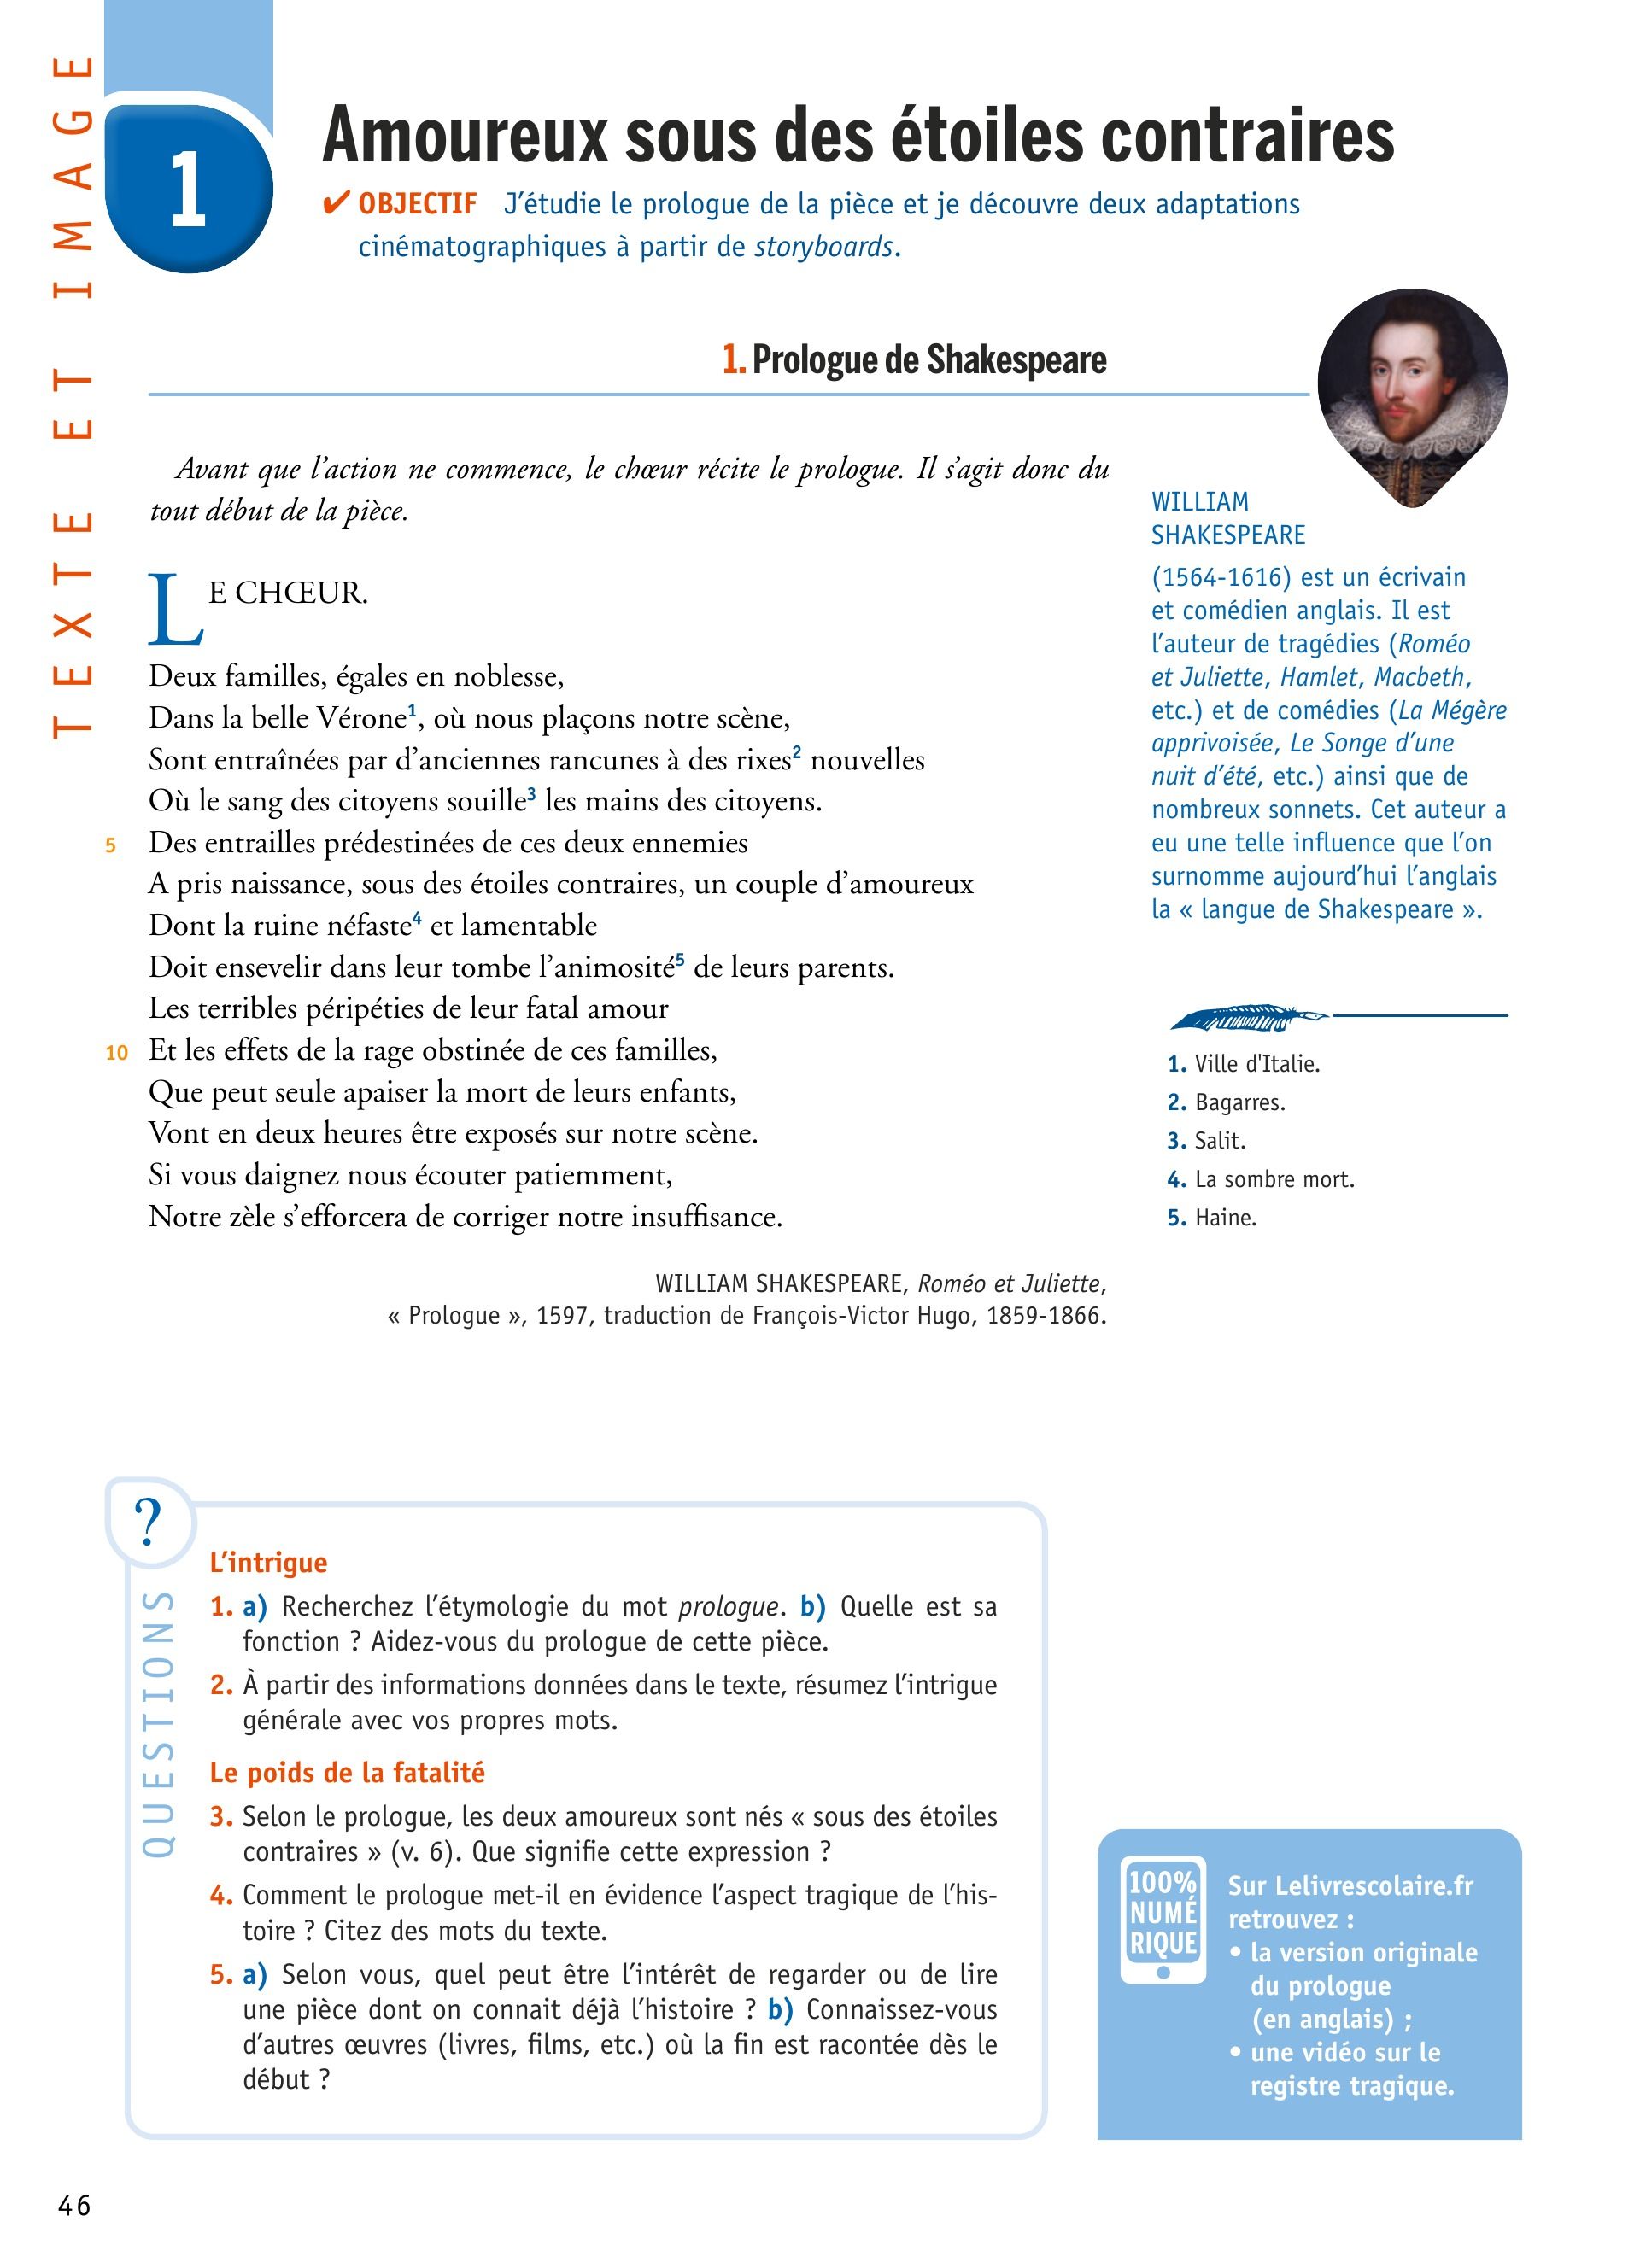 TEXTE ET IMAGE
1
Amoureux sous des étoiles contraires
✔ OBJECTIF J’étudie le prologue de la pièce et je découvre deux adaptations
cinématographiques à partir de storyboards.
1. Prologue de Shakespeare
Avant que l’action ne commence, le chœur récite le prologue. Il s’agit donc du
tout début de la pièce.
LE CHŒUR.
Deux familles, égales en noblesse,
Dans la belle Vérone1, où nous plaçons notre scène,
Sont entraînées par d’anciennes rancunes à des rixes2 nouvelles
Où le sang des citoyens souille3 les mains des citoyens.
5 Des entrailles prédestinées de ces deux ennemies
A pris naissance, sous des étoiles contraires, un couple d’amoureux
Dont la ruine néfaste4 et lamentable
Doit ensevelir dans leur tombe l’animosité5 de leurs parents.
Les terribles péripéties de leur fatal amour
10 Et les effets de la rage obstinée de ces familles,
Que peut seule apaiser la mort de leurs enfants,
Vont en deux heures être exposés sur notre scène.
Si vous daignez nous écouter patiemment,
Notre zèle s’efforcera de corriger notre insuffisance.
WILLIAM SHAKESPEARE, Roméo et Juliette,
« Prologue », 1597, traduction de François-Victor Hugo, 1859-1866.
WILLIAM
SHAKESPEARE
(1564-1616) est un écrivain
et comédien anglais. Il est
l’auteur de tragédies (Roméo
et Juliette, Hamlet, Macbeth,
etc.) et de comédies (La Mégère
apprivoisée, Le Songe d’une
nuit d’été, etc.) ainsi que de
nombreux sonnets. Cet auteur a
eu une telle influence que l’on
surnomme aujourd’hui l’anglais
la « langue de Shakespeare ».
1. Ville d'Italie.
2. Bagarres.
3. Salit.
4. La sombre mort.
5. Haine.
?
QUESTIONS
L’intrigue
1. a) Recherchez l’étymologie du mot prologue. b) Quelle est sa
fonction ? Aidez-vous du prologue de cette pièce.
2. À partir des informations données dans le texte, résumez l’intrigue
générale avec vos propres mots.
Le poids de la fatalité
3. Selon le prologue, les deux amoureux sont nés « sous des étoiles
contraires » (v. 6). Que signifie cette expression ?
4. Comment le prologue met-il en évidence l’aspect tragique de l’his-
toire ? Citez des mots du texte.
5. a) Selon vous, quel peut être l’intérêt de regarder ou de lire
une pièce dont on connait déjà l’histoire ? b) Connaissez-vous
d’autres œuvres (livres, films, etc.) où la fin est racontée dès le
début ?
100%
NUMÉ
RIQUE
Sur Lelivrescolaire.fr
retrouvez :
• la version originale
du prologue
(en anglais) ;
• une vidéo sur le
registre tragique.
46